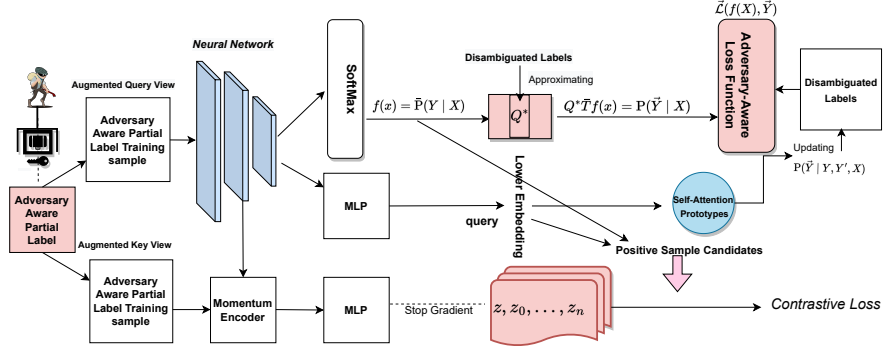 Neural Network
Augmented Query View
Adversary
Aware Partial
Label Training
sample
Adversary
Aware
Partial
Label
Augmented Key View
Adversary
Aware Partial
Label Training
sample
SoftMax
MLP
Momentum
Encoder
MLP
f(x) = P̄(Y | X)
Disambiguated Labels
Approximating
Q*
Q*T̄f(x) = P(Y⃗ | X)
L⃗(f(X), Y⃗)
Adversary-Aware
Loss Function
Disambiguated
Labels
Updating
P(Y⃗ | Y, Y′, X)
Lower Embedding
query
Self-Attention
Prototypes
Positive Sample Candidates
Stop Gradient
z, z₀, . . . , zₙ
Contrastive Loss